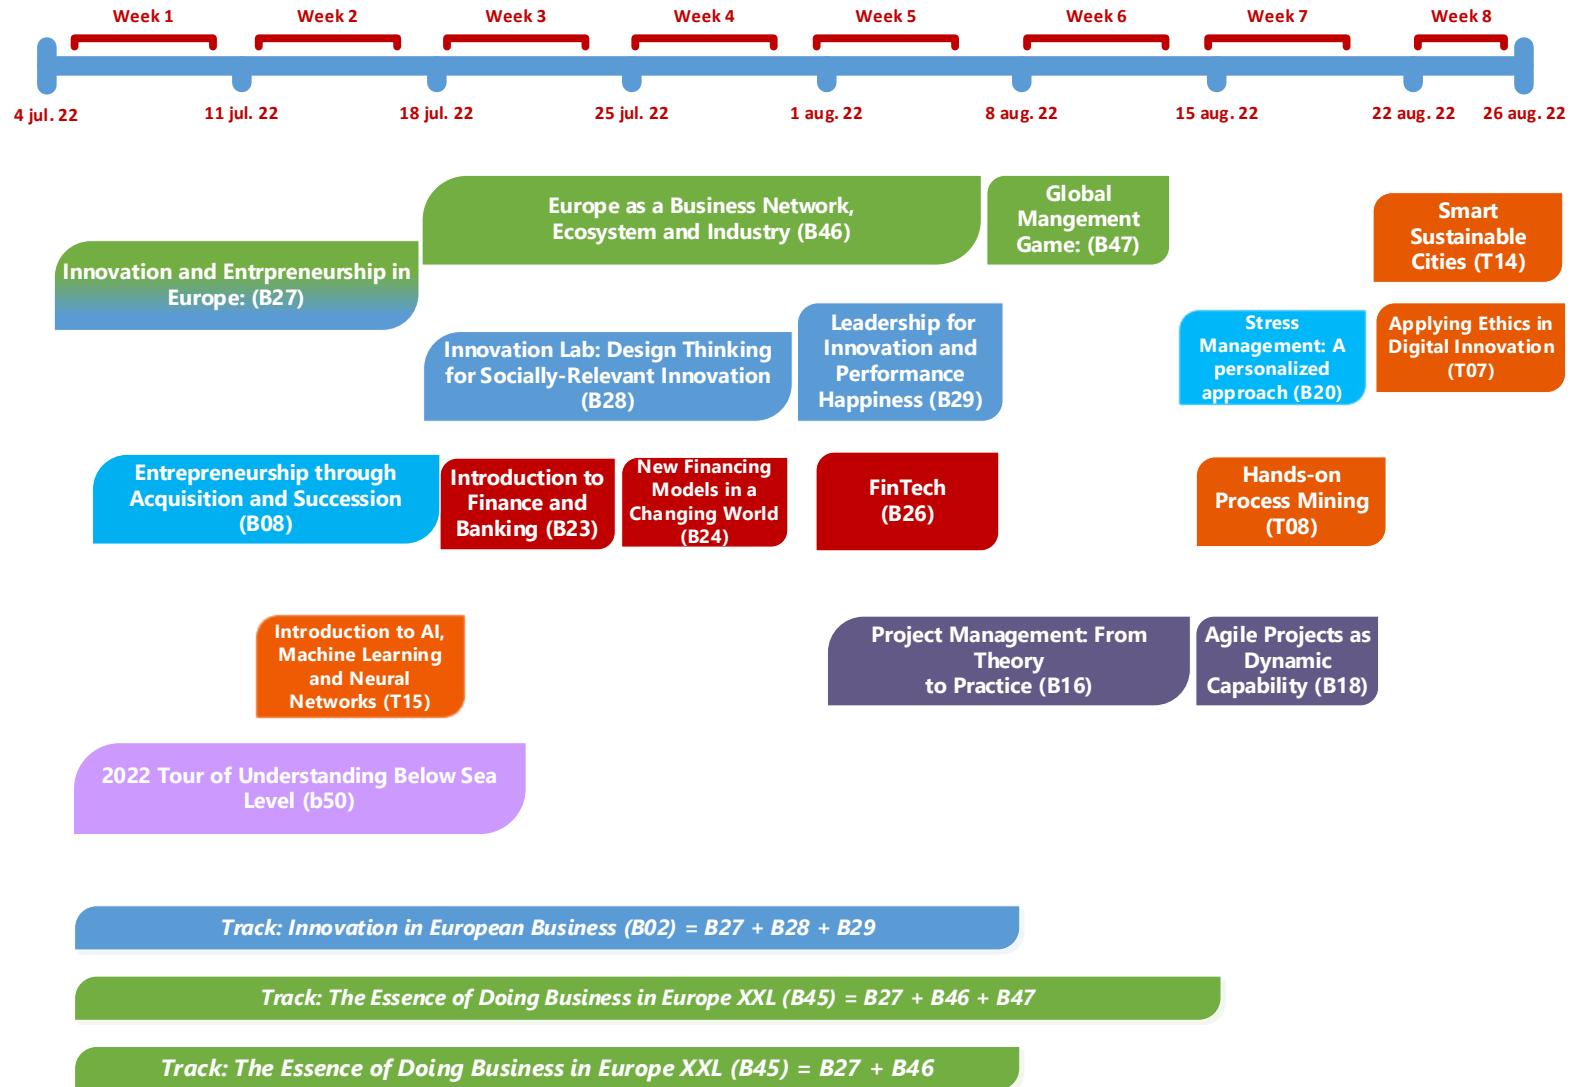 Week 1
Week 2
Week 3
Week 4
Week 5
Week 6
Week 7
Week 8
4 jul. 22
11 jul. 22
18 jul. 22
25 jul. 22
1 aug. 22
8 aug. 22
15 aug. 22
22 aug. 22
26 aug. 22
Europe as a Business Network,
Ecosystem and Industry (B46)
Global
Mangement
Game: (B47)
Smart
Sustainable
Cities (T14)
Innovation and Entrpreneurship in
Europe: (B27)
Innovation Lab: Design Thinking
for Socially-Relevant Innovation
(B28)
Leadership for
Innovation and
Performance
Happiness (B29)
Stress
Management: A
personalized
approach (B20)
Applying Ethics in
Digital Innovation
(T07)
Entrepreneurship through
Acquisition and Succession
(B08)
Introduction to
Finance and
Banking (B23)
New Financing
Models in a
Changing World
(B24)
FinTech
(B26)
Hands-on
Process Mining
(T08)
Introduction to AI,
Machine Learning
and Neural
Networks (T15)
Project Management: From
Theory
to Practice (B16)
Agile Projects as
Dynamic
Capability (B18)
2022 Tour of Understanding Below Sea
Level (b50)
Track: Innovation in European Business (B02) = B27 + B28 + B29
Track: The Essence of Doing Business in Europe XXL (B45) = B27 + B46 + B47
Track: The Essence of Doing Business in Europe XXL (B45) = B27 + B46